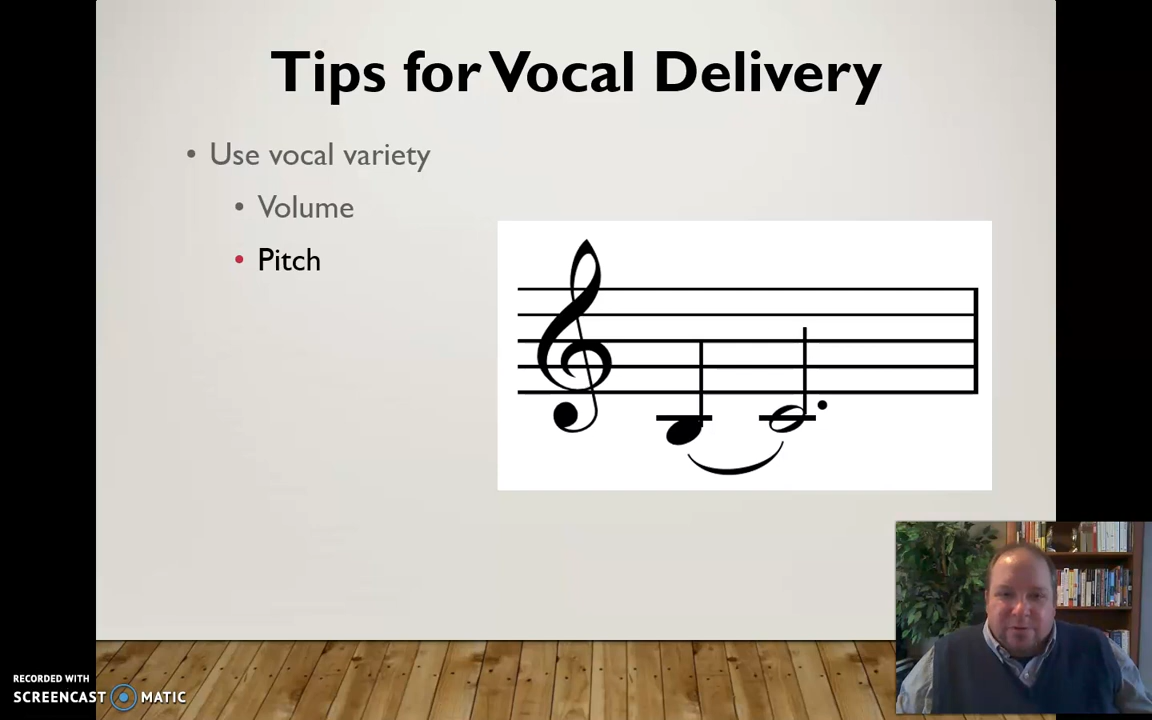 Tips for Vocal Delivery
• Use vocal variety
• Volume
• Pitch
RECORDED WITH
SCREENCAST MATIC